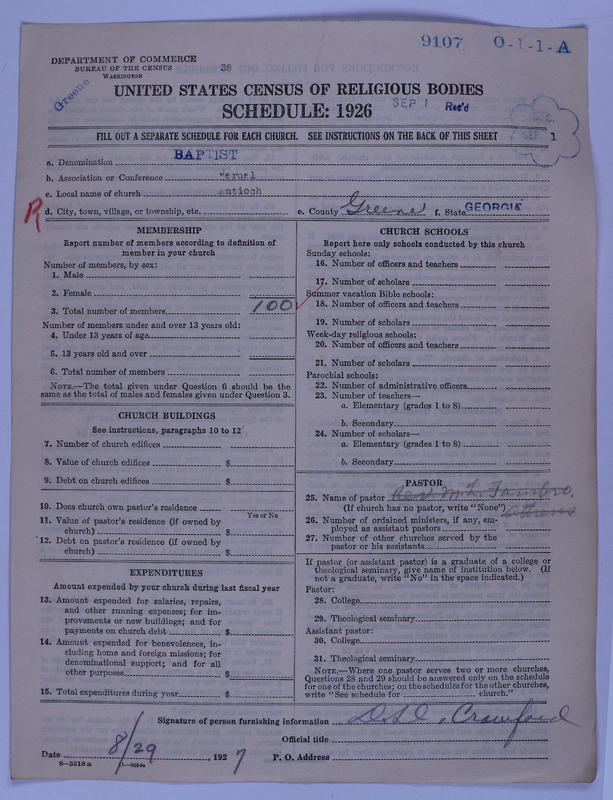 9107 O-1-1-A
DEPARTMENT OF COMMERCE
BUREAU OF THE CENSUS
WASHINGTON
38
Greene
UNITED STATES CENSUS OF RELIGIOUS BODIES
SCHEDULE: 1926
SEP 1 Rec'd
1
FILL OUT A SEPARATE SCHEDULE FOR EACH CHURCH. SEE INSTRUCTIONS ON THE BACK OF THIS SHEET
a. Denomination BAPTIST
b. Association or Conference Jeruel
c. Local name of church Antioch
R d. City, town, village, or township, etc. e. County Greene f. State GEORGIA
MEMBERSHIP
Report number of members according to definition of
member in your church
Number of members, by sex:
1. Male
2. Female
3. Total number of members 100
Number of members under and over 13 years old:
4. Under 13 years of age
5. 13 years old and over
6. Total number of members
NOTE.—The total given under Question 6 should be the
same as the total of males and females given under Question 3.
CHURCH BUILDINGS
See instructions, paragraphs 10 to 12
7. Number of church edifices
8. Value of church edifices $
9. Debt on church edifices $
10. Does church own pastor's residence
Yes or No
11. Value of pastor's residence (if owned by
church) $
12. Debt on pastor's residence (if owned by
church) $
EXPENDITURES
Amount expended by your church during last fiscal year
13. Amount expended for salaries, repairs,
and other running expenses; for im-
provements or new buildings; and for
payments on church debt $
14. Amount expended for benevolences, in-
cluding home and foreign missions; for
denominational support; and for all
other purposes $
15. Total expenditures during year $
CHURCH SCHOOLS
Report here only schools conducted by this church
Sunday schools:
16. Number of officers and teachers
17. Number of scholars
Summer vacation Bible schools:
18. Number of officers and teachers
19. Number of scholars
Week-day religious schools:
20. Number of officers and teachers
21. Number of scholars
Parochial schools:
22. Number of administrative officers
23. Number of teachers—
a. Elementary (grades 1 to 8)
b. Secondary
24. Number of scholars—
a. Elementary (grades 1 to 8)
b. Secondary
PASTOR
25. Name of pastor Rev. M. L.
(If church has no pastor, write "None") Athens
26. Number of ordained ministers, if any, em-
ployed as assistant pastors
27. Number of other churches served by the
pastor or his assistants
If pastor (or assistant pastor) is a graduate of a college or
theological seminary, give name of institution below. (If
not a graduate, write "No" in the space indicated.)
Pastor:
28. College
29. Theological seminary
Assistant pastor:
30. College
31. Theological seminary
NOTE.—Where one pastor serves two or more churches,
Questions 28 and 29 should be answered only on the schedule
for one of the churches; on the schedules for the other churches,
write "See schedule for church."
Signature of person furnishing information Crawford
Official title
Date 8/29, 1927 P. O. Address
8—5518a